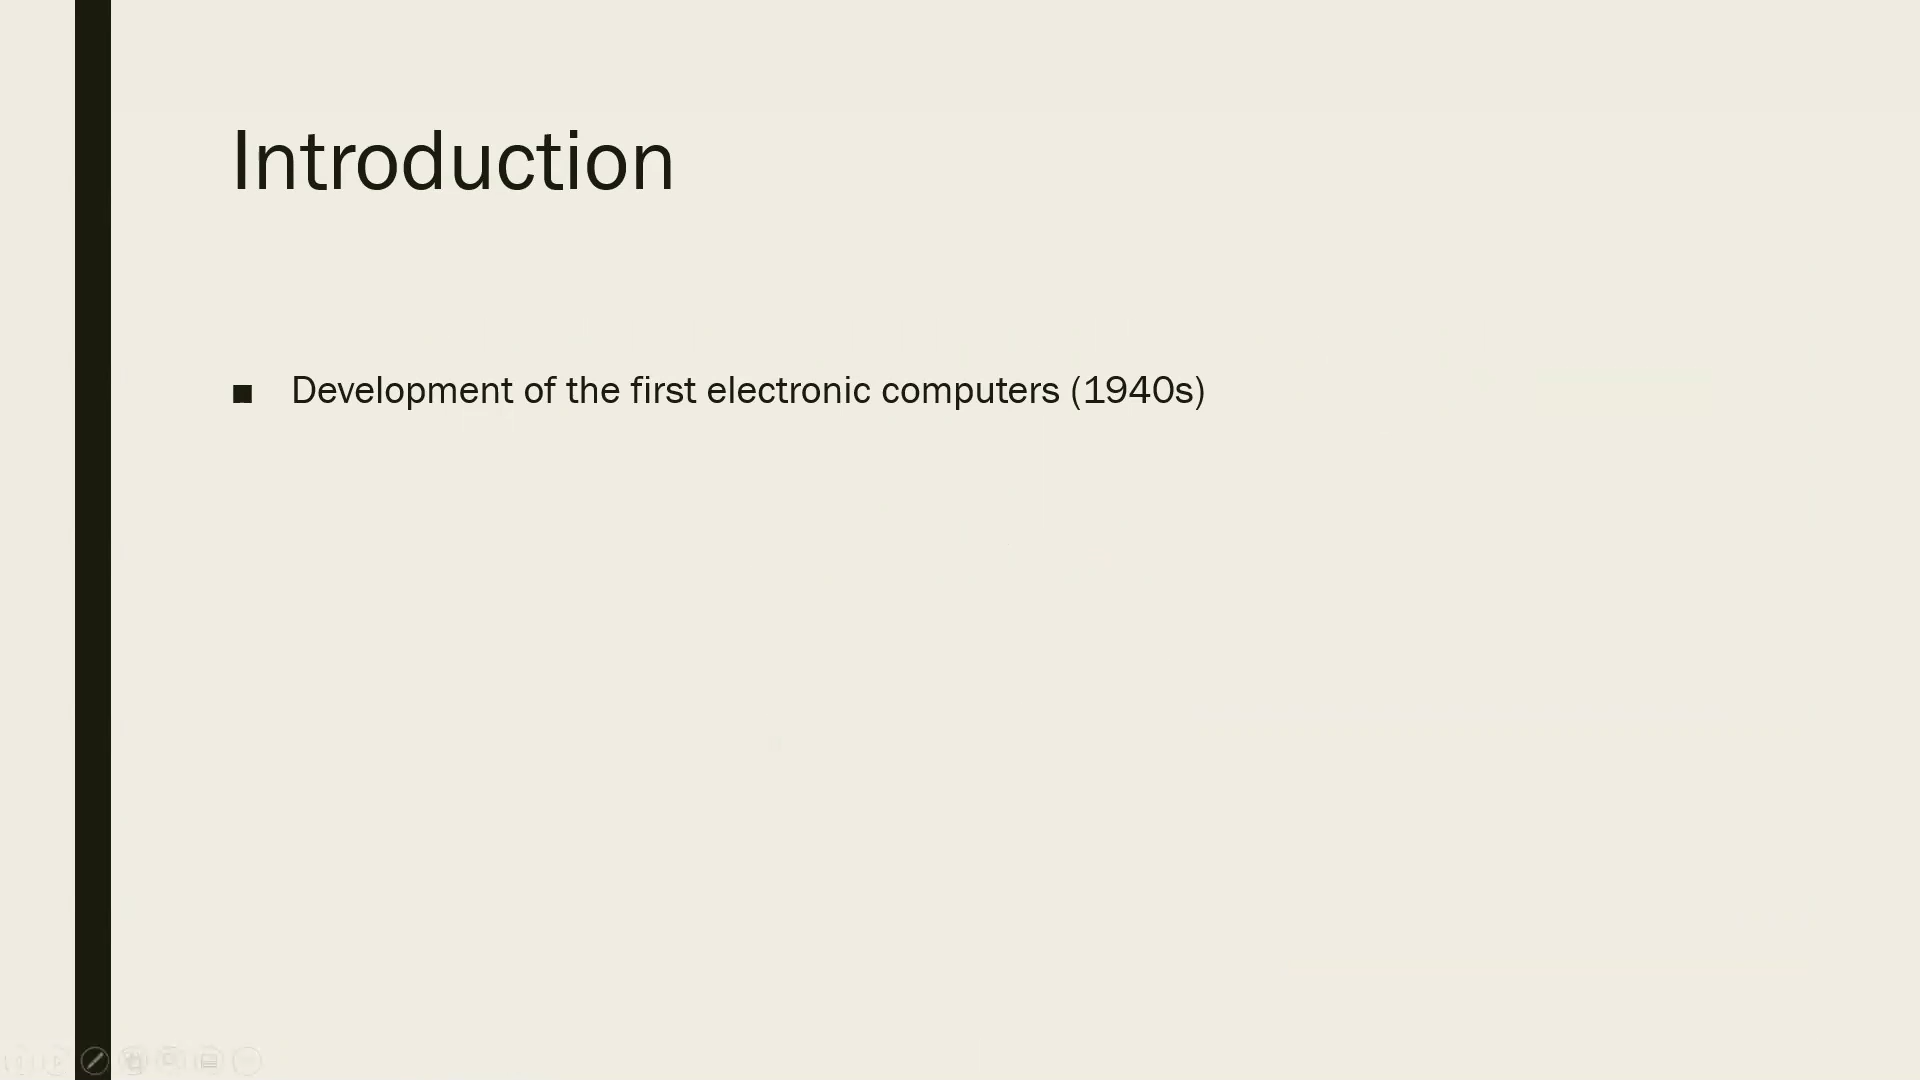 Introduction
■ Development of the first electronic computers (1940s)